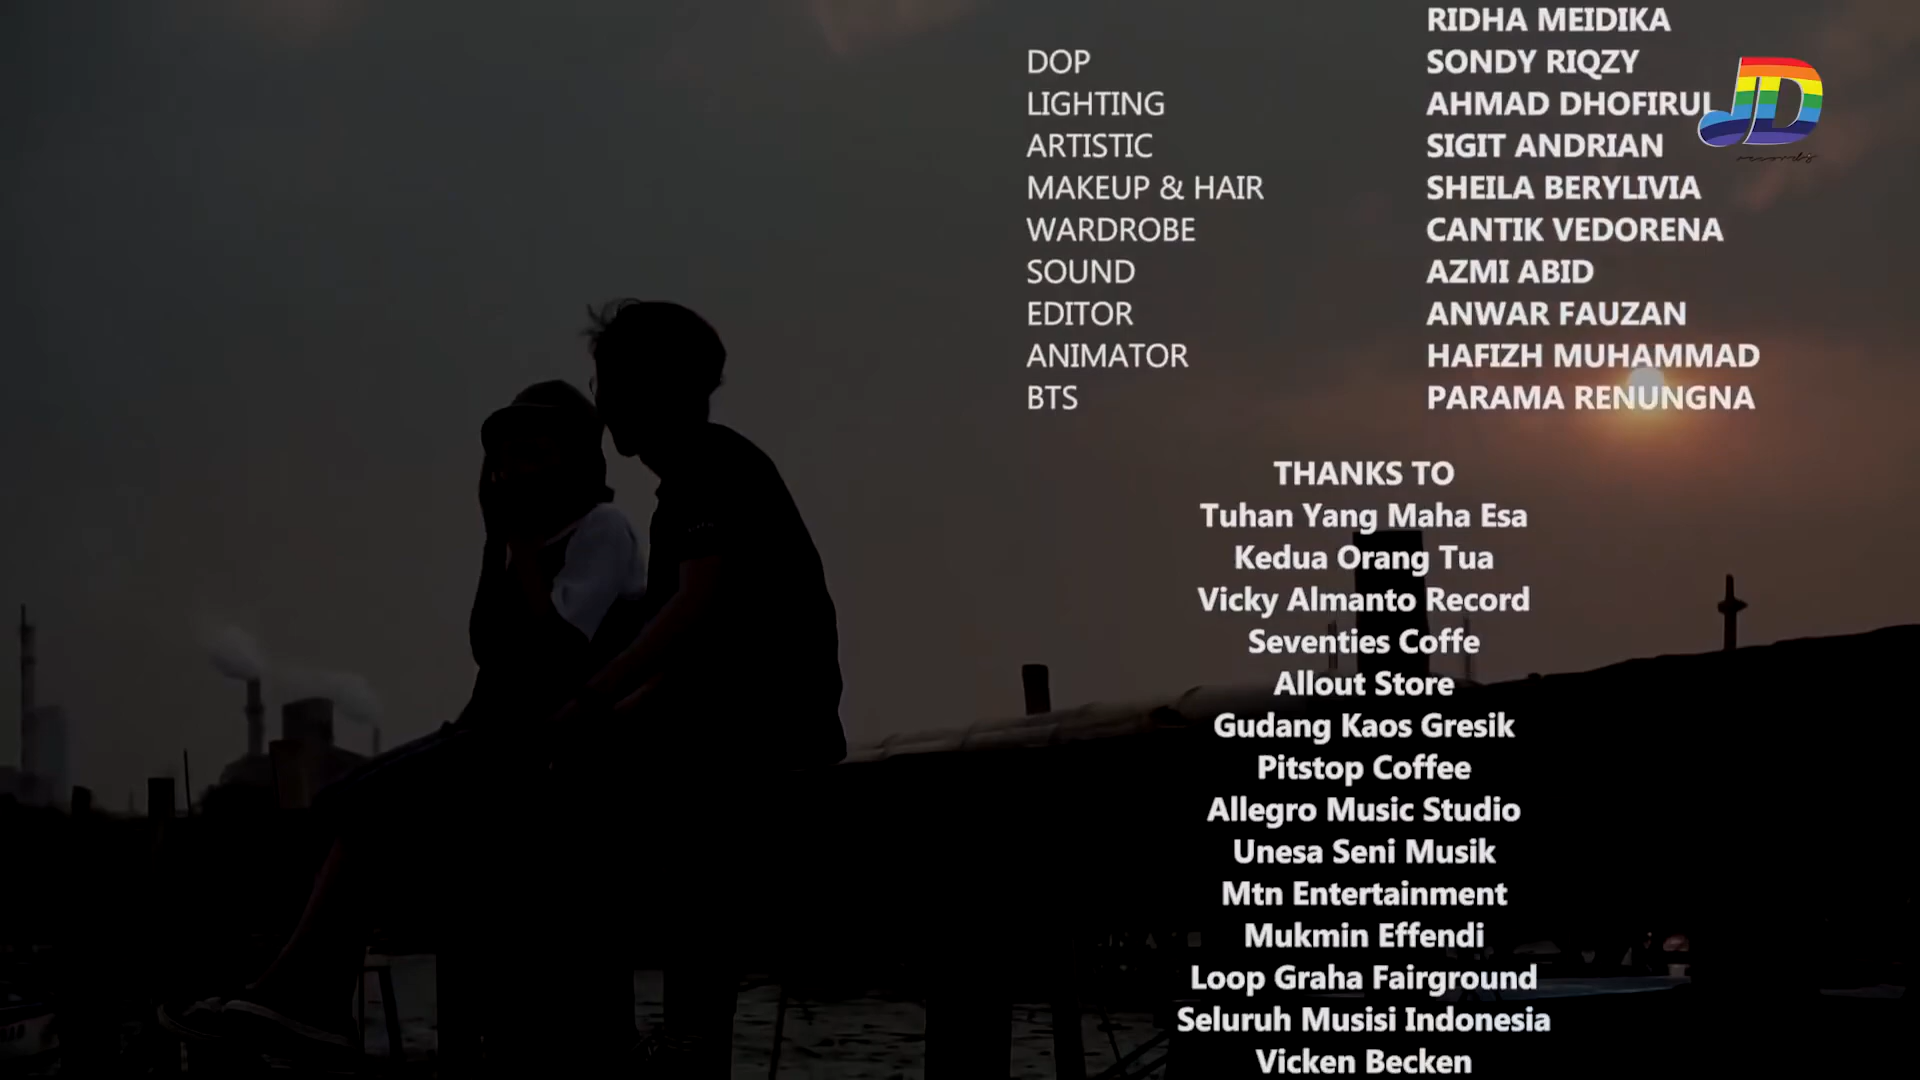 RIDHA MEIDIKA
DOP SONDY RIQZY
LIGHTING AHMAD DHOFIRUL
ARTISTIC SIGIT ANDRIAN
MAKEUP & HAIR SHEILA BERYLIVIA
WARDROBE CANTIK VEDORENA
SOUND AZMI ABID
EDITOR ANWAR FAUZAN
ANIMATOR HAFIZH MUHAMMAD
BTS PARAMA RENUNGNA
JD
records
THANKS TO
Tuhan Yang Maha Esa
Kedua Orang Tua
Vicky Almanto Record
Seventies Coffe
Allout Store
Gudang Kaos Gresik
Pitstop Coffee
Allegro Music Studio
Unesa Seni Musik
Mtn Entertainment
Mukmin Effendi
Loop Graha Fairground
Seluruh Musisi Indonesia
Vicken Becken